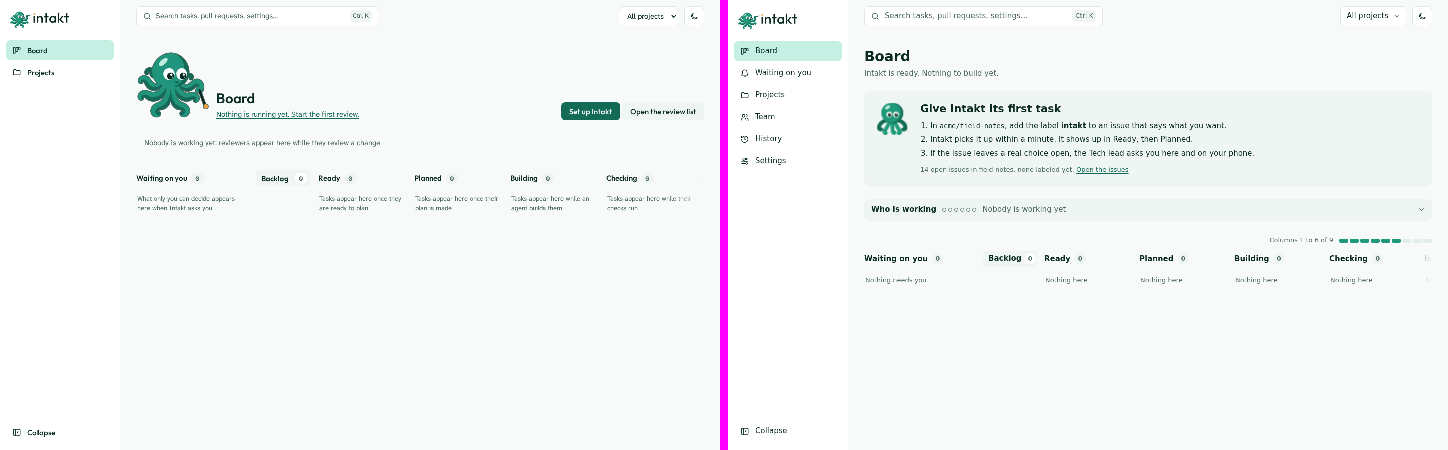 intakt
Search tasks, pull requests, settings...
Ctrl K
All projects
Board
Projects
Board
Nothing is running yet. Start the first review.
Set up Intakt
Open the review list
Nobody is working yet: reviewers appear here while they review a change
Waiting on you 0
Backlog 0
Ready 0
Planned 0
Building 0
Checking 0
What only you can decide appears
here when Intakt asks you
Tasks appear here once they
are ready to plan
Tasks appear here once their
plan is made
Tasks appear here while an
agent builds them
Tasks appear here while their
checks run
Collapse
intakt
Search tasks, pull requests, settings...
Ctrl K
All projects
Board
Waiting on you
Projects
Team
History
Settings
Board
Intakt is ready. Nothing to build yet.
Give Intakt its first task
1. In acme/field-notes, add the label intakt to an issue that says what you want.
2. Intakt picks it up within a minute. It shows up in Ready, then Planned.
3. If the issue leaves a real choice open, the Tech lead asks you here and on your phone.
14 open issues in field-notes, none labeled yet. Open the issues
Who is working
Nobody is working yet
Columns 1 to 6 of 9
Waiting on you 0
Backlog 0
Ready 0
Planned 0
Building 0
Checking 0
Nothing needs you
Nothing here
Nothing here
Nothing here
Nothing here
Collapse